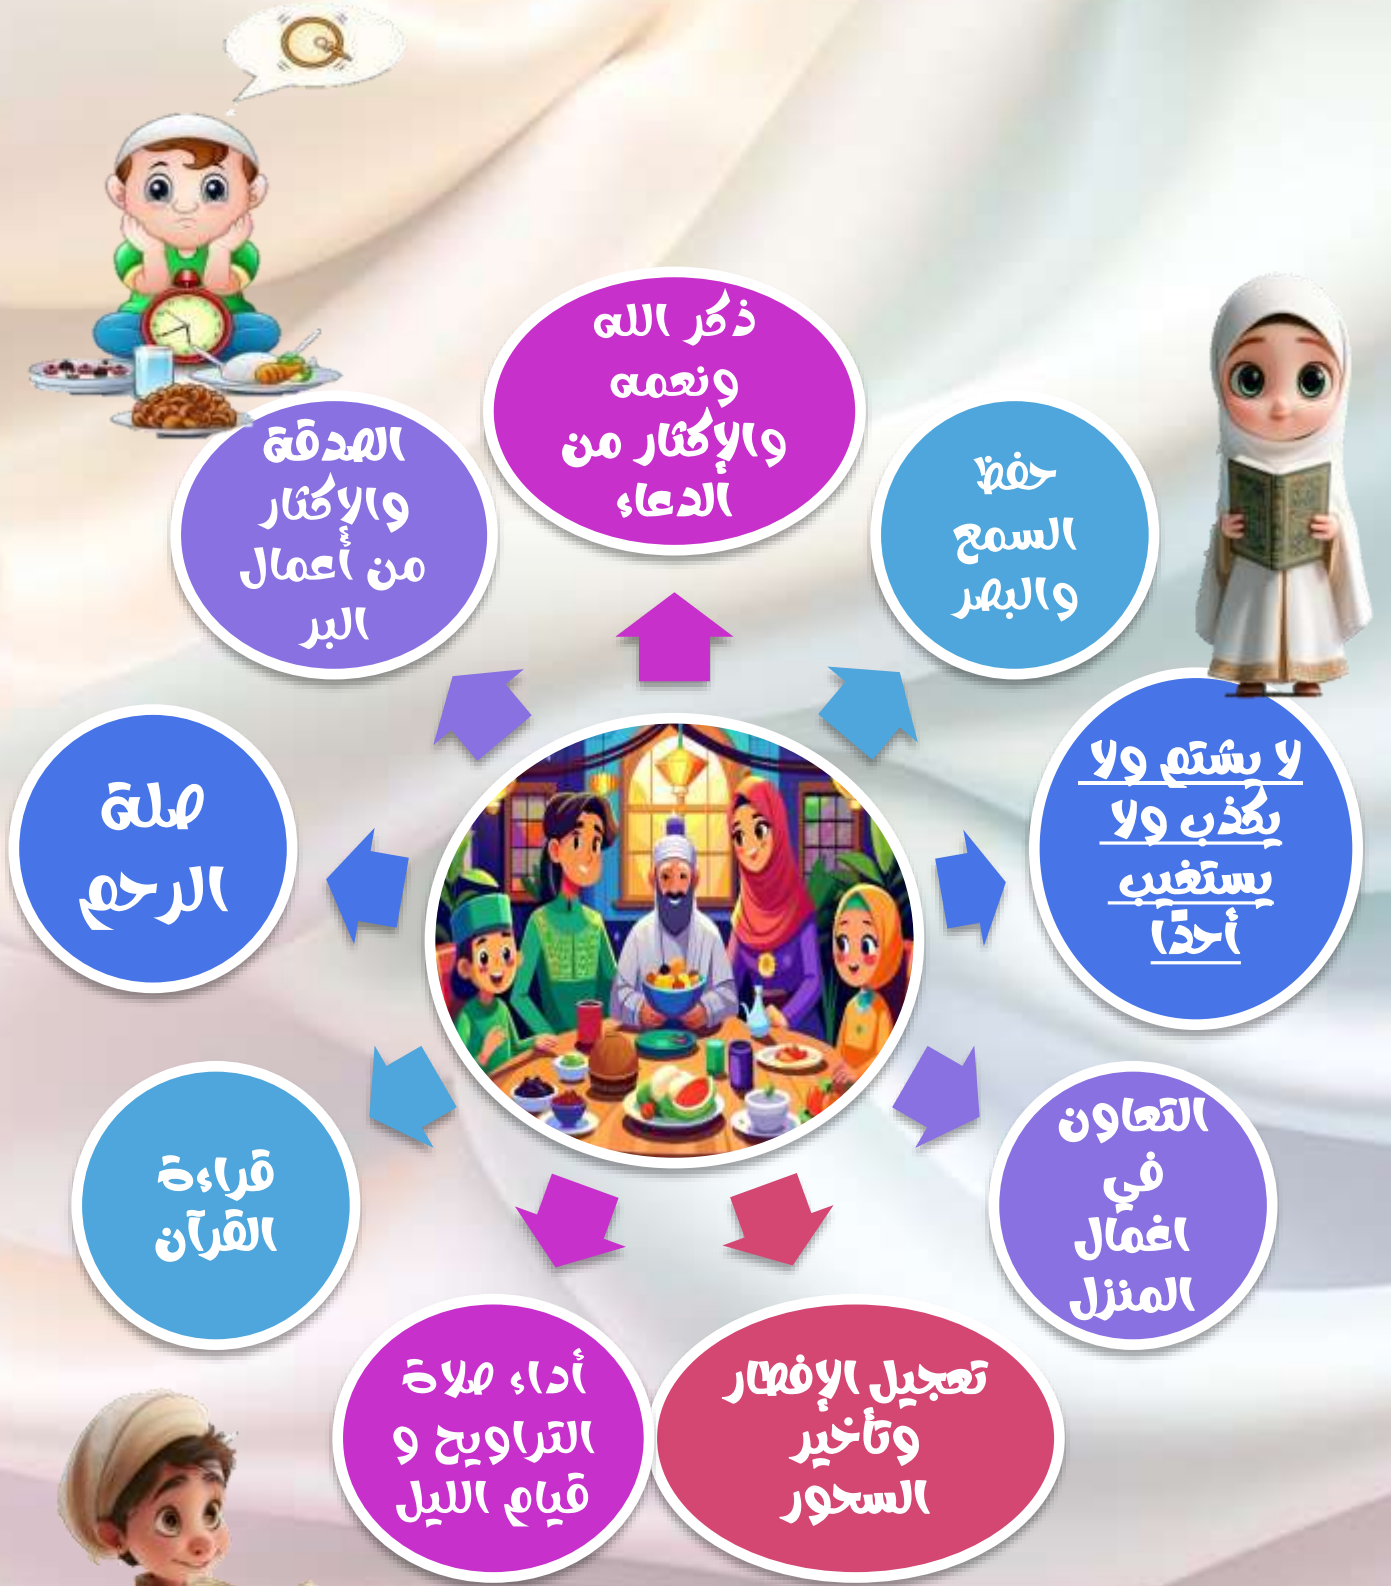 ذكر الله
ونعمه
والإكثار من
الدعاء
حفظ
السمع
والبصر
لا يشتم ولا
يكذب ولا
يستغيب
أحدًا
التعاون
في
اغمال
المنزل
تعجيل الإفطار
وتأخير
السحور
أداء صلاة
التراويح و
قيام الليل
قراءة
القرآن
صلة
الرحم
الصدقة
والإكثار
من أعمال
البر